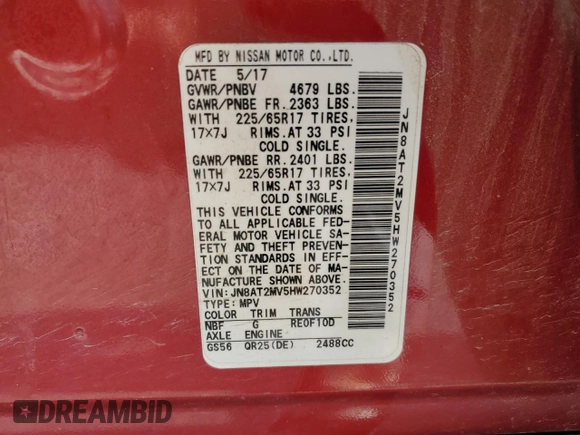 MFD BY NISSAN MOTOR CO.,LTD.
DATE 5/17
GVWR/PNBV 4679 LBS.
GAWR/PNBE FR. 2363 LBS.
WITH 225/65R17 TIRES,
17×7J RIMS. AT 33 PSI
COLD SINGLE.
GAWR/PNBE RR. 2401 LBS.
WITH 225/65R17 TIRES,
17×7J RIMS. AT 33 PSI
COLD SINGLE.
THIS VEHICLE CONFORMS
TO ALL APPLICABLE FED-
ERAL MOTOR VEHICLE SA-
FETY AND THEFT PREVEN-
TION STANDARDS IN EFF-
ECT ON THE DATE OF MA-
NUFACTURE SHOWN ABOVE.
VIN: JN8AT2MV5HW270352
TYPE: MPV
COLOR TRIM TRANS
NBF G RE0F10D
AXLE ENGINE
GS56 QR25(DE) 2488CC
JN8AT2MV5HW270352
DREAMBID